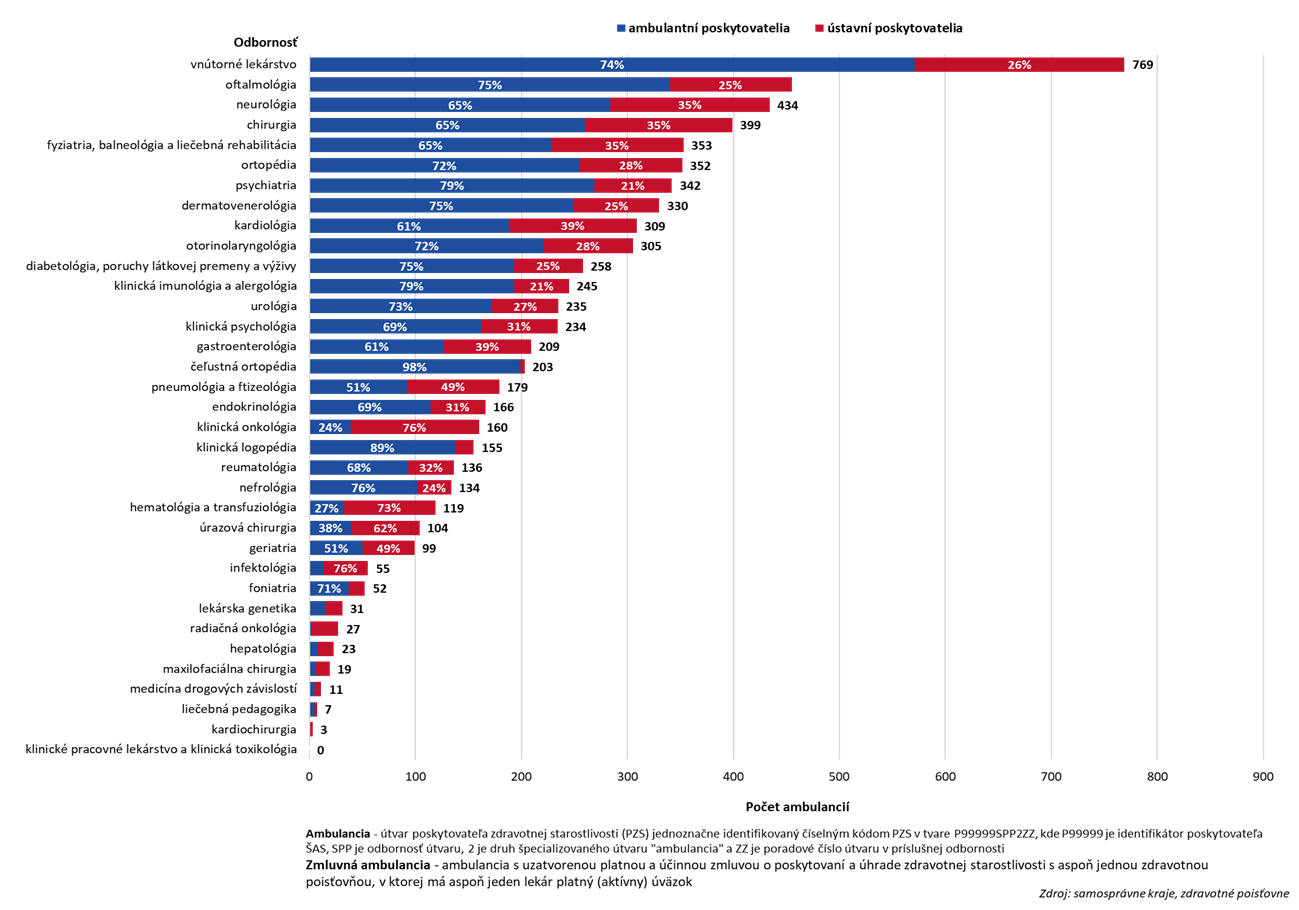 ambulantní poskytovatelia ústavní poskytovatelia
Odbornosť
vnútorné lekárstvo 74% 26% 769
oftalmológia 75% 25%
neurológia 65% 35% 434
chirurgia 65% 35% 399
fyziatria, balneológia a liečebná rehabilitácia 65% 35% 353
ortopédia 72% 28% 352
psychiatria 79% 21% 342
dermatovenerológia 75% 25% 330
kardiológia 61% 39% 309
otorinolaryngológia 72% 28% 305
diabetológia, poruchy látkovej premeny a výživy 75% 25% 258
klinická imunológia a alergológia 79% 21% 245
urológia 73% 27% 235
klinická psychológia 69% 31% 234
gastroenterológia 61% 39% 209
čeľustná ortopédia 98% 203
pneumológia a ftizeológia 51% 49% 179
endokrinológia 69% 31% 166
klinická onkológia 24% 76% 160
klinická logopédia 89% 155
reumatológia 68% 32% 136
nefrológia 76% 24% 134
hematológia a transfuziológia 27% 73% 119
úrazová chirurgia 38% 62% 104
geriatria 51% 49% 99
infektológia 76% 55
foniatria 71% 52
lekárska genetika 31
radiačná onkológia 27
hepatológia 23
maxilofaciálna chirurgia 19
medicína drogových závislostí 11
liečebná pedagogika 7
kardiochirurgia 3
klinické pracovné lekárstvo a klinická toxikológia 0
0 100 200 300 400 500 600 700 800 900
Počet ambulancií
Ambulancia - útvar poskytovateľa zdravotnej starostlivosti (PZS) jednoznačne identifikovaný číselným kódom PZS v tvare P99999SPP2ZZ, kde P99999 je identifikátor poskytovateľa
ŠAS, SPP je odbornosť útvaru, 2 je druh špecializovaného útvaru "ambulancia" a ZZ je poradové číslo útvaru v príslušnej odbornosti
Zmluvná ambulancia - ambulancia s uzatvorenou platnou a účinnou zmluvou o poskytovaní a úhrade zdravotnej starostlivosti s aspoň jednou zdravotnou
poisťovňou, v ktorej má aspoň jeden lekár platný (aktívny) úväzok
Zdroj: samosprávne kraje, zdravotné poisťovne